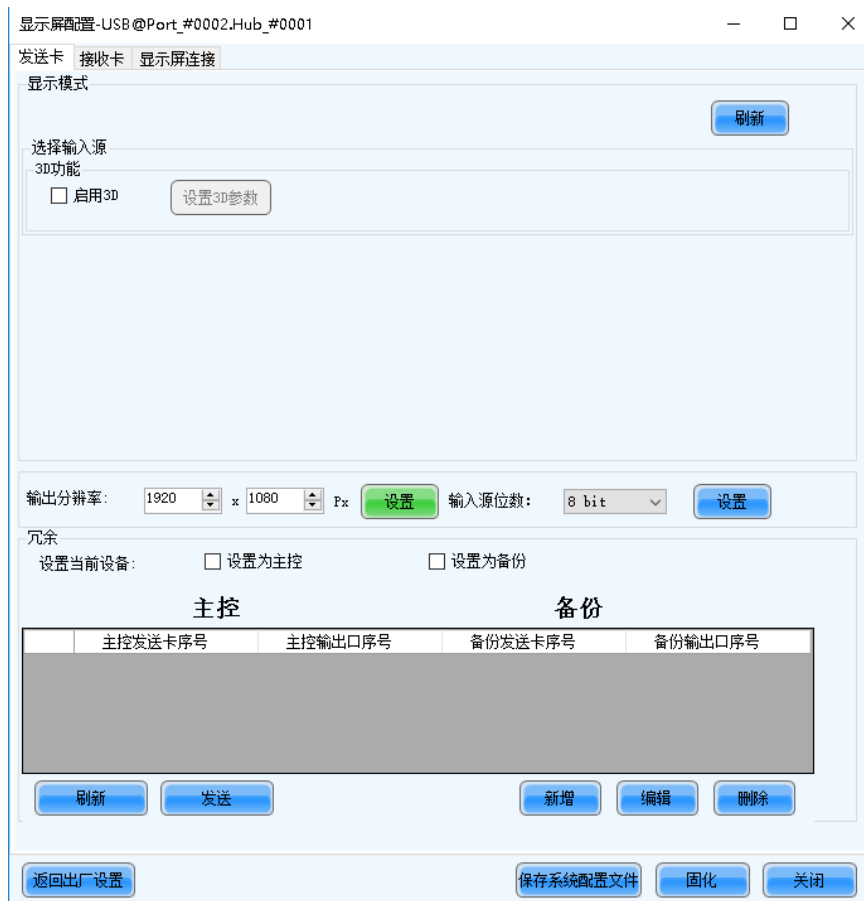 显示屏配置-USB@Port_#0002.Hub_#0001
发送卡 接收卡 显示屏连接
显示模式
刷新
选择输入源
3D功能
启用3D 设置3D参数
输出分辨率: 1920 x 1080 Px 设置 输入源位数: 8 bit 设置
冗余
设置当前设备: 设置为主控 设置为备份
主控 备份
主控发送卡序号 主控输出口序号 备份发送卡序号 备份输出口序号
刷新 发送 新增 编辑 删除
返回出厂设置 保存系统配置文件 固化 关闭